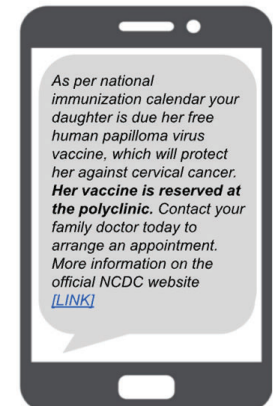 As per national
immunization calendar your
daughter is due her free
human papilloma virus
vaccine, which will protect
her against cervical cancer.
Her vaccine is reserved at
the polyclinic. Contact your
family doctor today to
arrange an appointment.
More information on the
official NCDC website
[LINK]